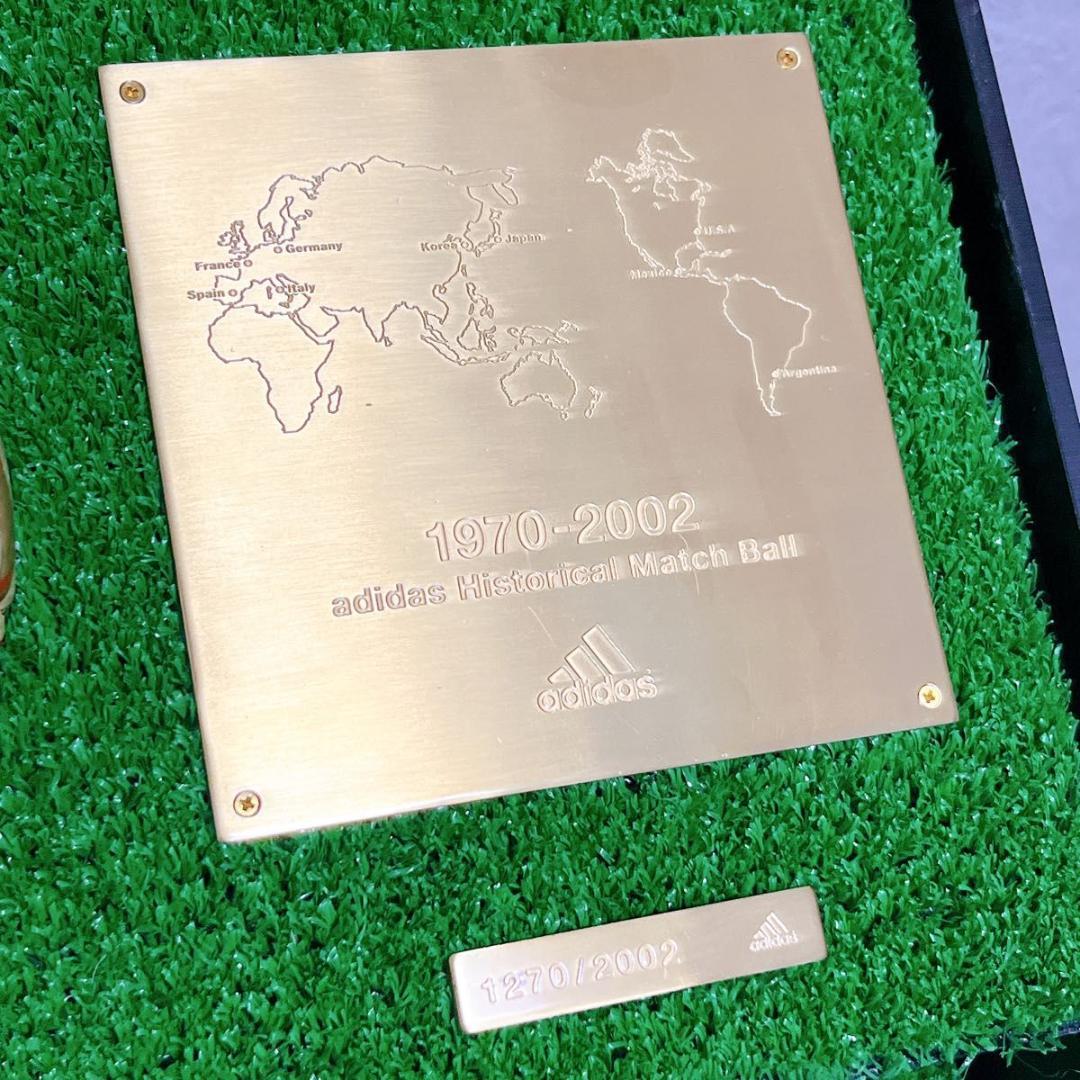 Germany
Korea
Japan
U.S.A
France
Mexico
Spain
Italy
Argentina
1970-2002
adidas Historical Match Ball
adidas
adidas
1270/2002